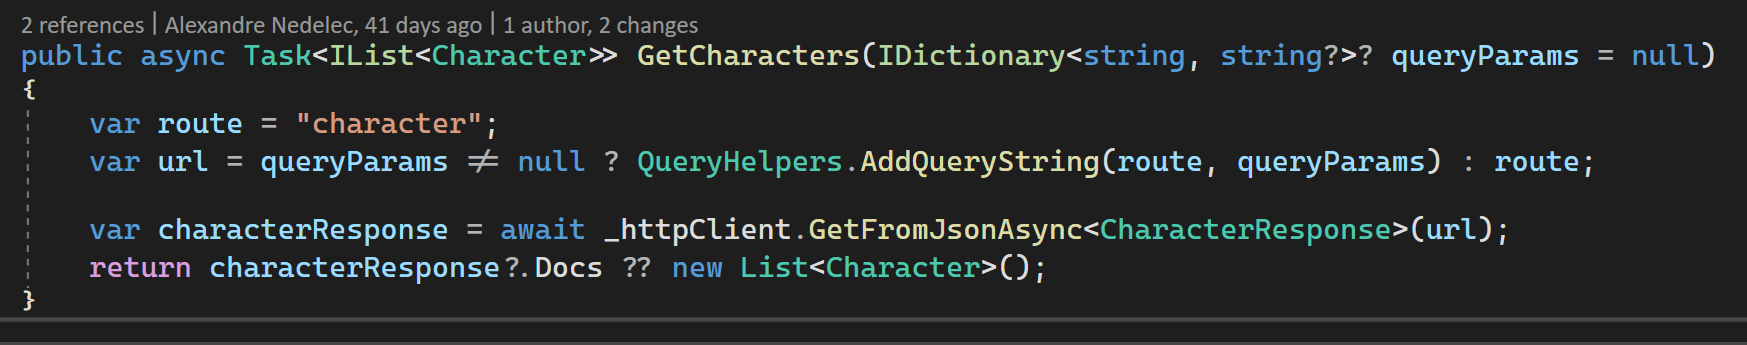 2 references | Alexandre Nedelec, 41 days ago | 1 author, 2 changes
public async Task<IList<Character>> GetCharacters(IDictionary<string, string?>? queryParams = null)
{
    var route = "character";
    var url = queryParams != null ? QueryHelpers.AddQueryString(route, queryParams) : route;

    var characterResponse = await _httpClient.GetFromJsonAsync<CharacterResponse>(url);
    return characterResponse?.Docs ?? new List<Character>();
}